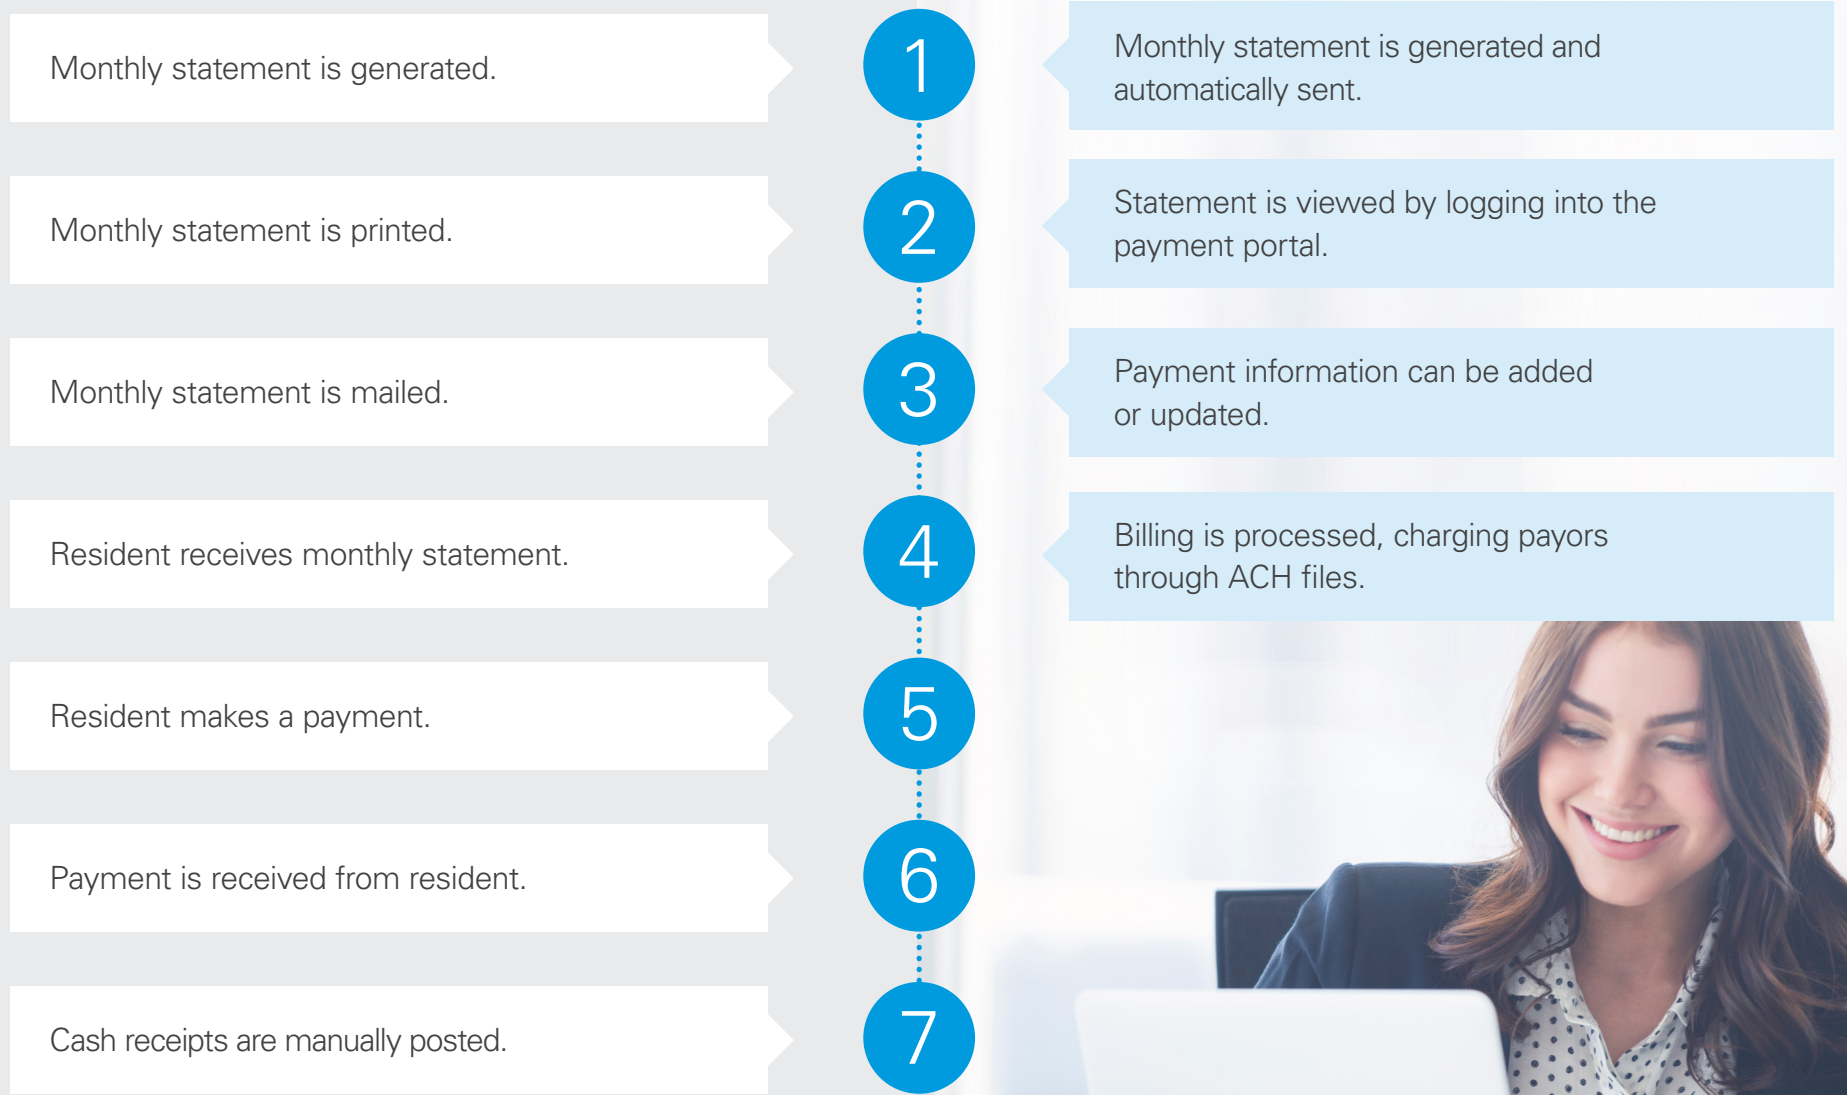 Monthly statement is generated.
1
Monthly statement is generated and
automatically sent.
Monthly statement is printed.
2
Statement is viewed by logging into the
payment portal.
Monthly statement is mailed.
3
Payment information can be added
or updated.
Resident receives monthly statement.
4
Billing is processed, charging payors
through ACH files.
Resident makes a payment.
5
Payment is received from resident.
6
Cash receipts are manually posted.
7